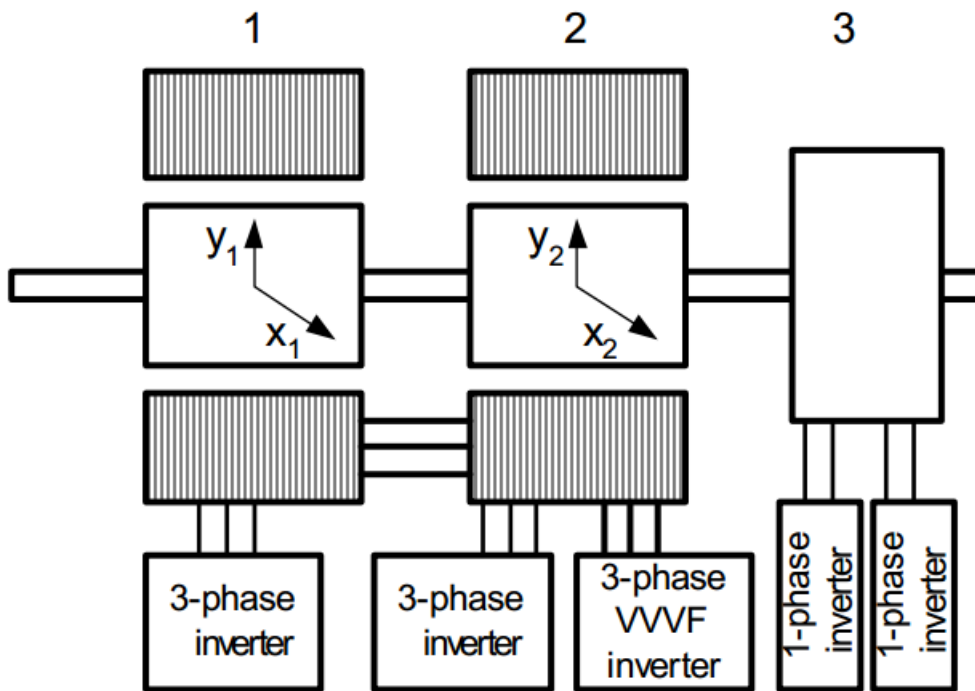 1
2
3
y1
x1
y2
x2
3-phase
inverter
3-phase
inverter
3-phase
VVVF
inverter
1-phase
inverter
1-phase
inverter